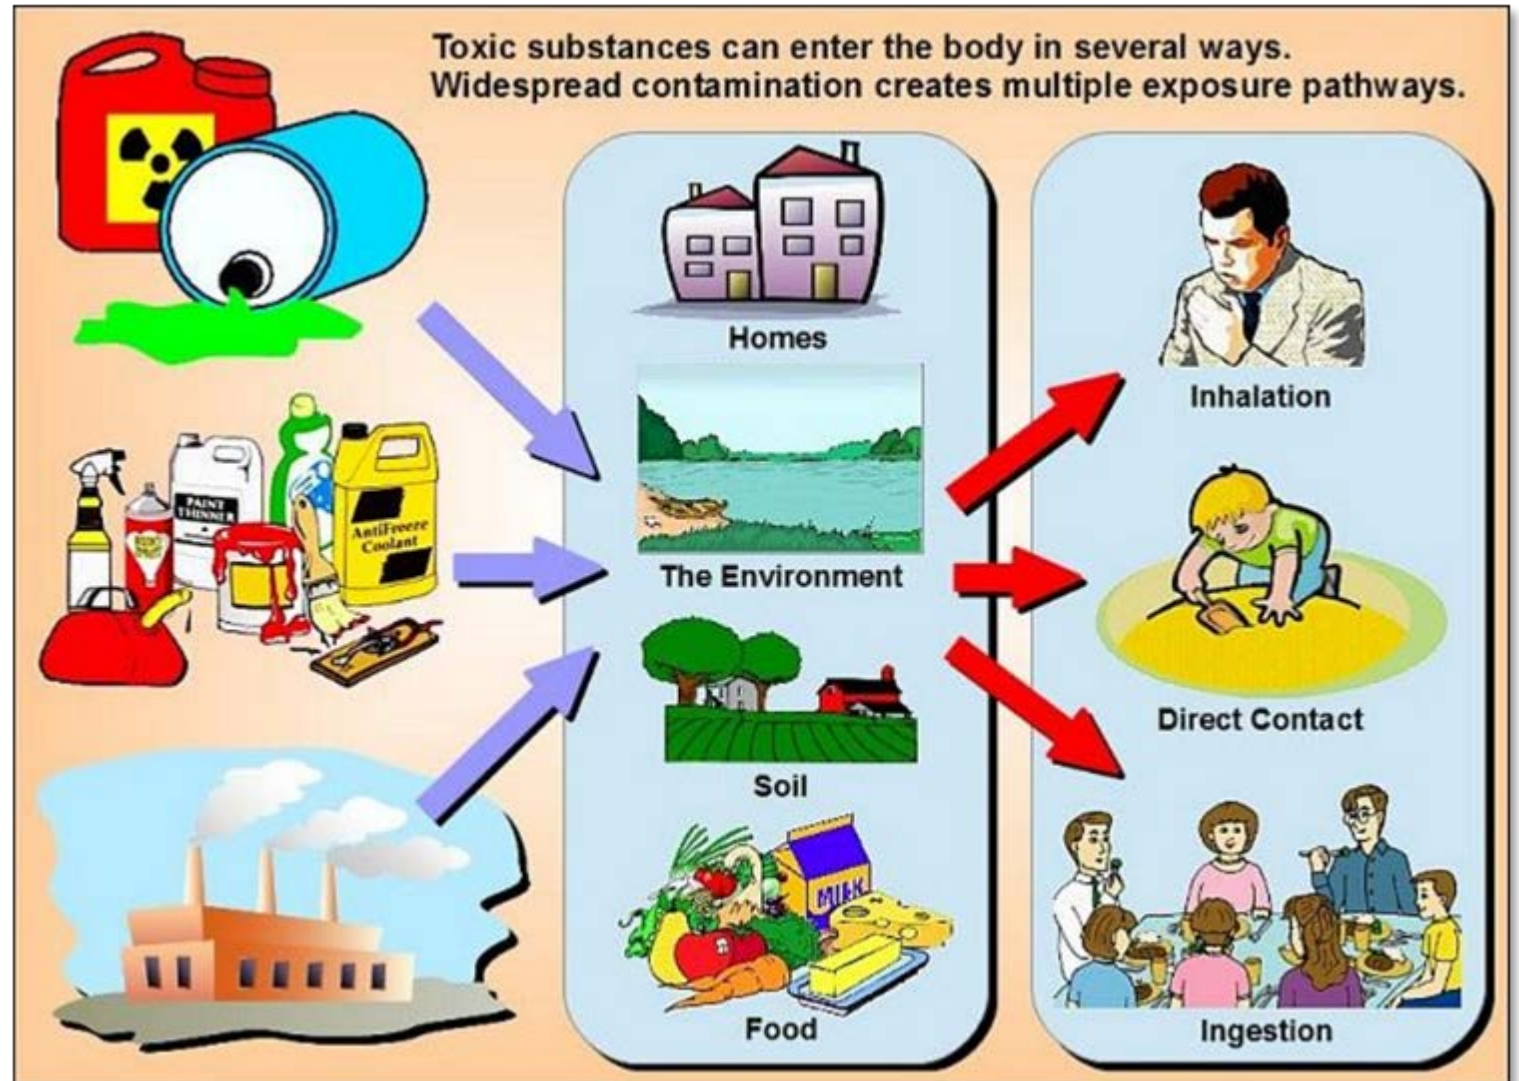 Toxic substances can enter the body in several ways.
Widespread contamination creates multiple exposure pathways.
Homes
The Environment
Soil
MILK
Food
Inhalation
Direct Contact
Ingestion
PAINT
THINNER
AntiFreeze
Coolant